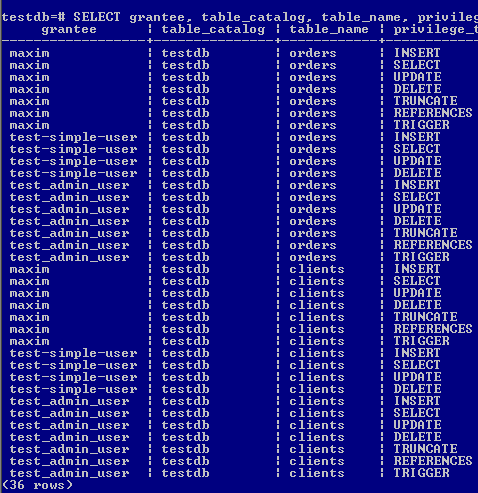 testdb=# SELECT grantee, table_catalog, table_name, privileg
grantee | table_catalog | table_name | privilege_t
maxim | testdb | orders | INSERT
maxim | testdb | orders | SELECT
maxim | testdb | orders | UPDATE
maxim | testdb | orders | DELETE
maxim | testdb | orders | TRUNCATE
maxim | testdb | orders | REFERENCES
maxim | testdb | orders | TRIGGER
test-simple-user | testdb | orders | INSERT
test-simple-user | testdb | orders | SELECT
test-simple-user | testdb | orders | UPDATE
test-simple-user | testdb | orders | DELETE
test_admin_user | testdb | orders | INSERT
test_admin_user | testdb | orders | SELECT
test_admin_user | testdb | orders | UPDATE
test_admin_user | testdb | orders | DELETE
test_admin_user | testdb | orders | TRUNCATE
test_admin_user | testdb | orders | REFERENCES
test_admin_user | testdb | orders | TRIGGER
maxim | testdb | clients | INSERT
maxim | testdb | clients | SELECT
maxim | testdb | clients | UPDATE
maxim | testdb | clients | DELETE
maxim | testdb | clients | TRUNCATE
maxim | testdb | clients | REFERENCES
maxim | testdb | clients | TRIGGER
test-simple-user | testdb | clients | INSERT
test-simple-user | testdb | clients | SELECT
test-simple-user | testdb | clients | UPDATE
test-simple-user | testdb | clients | DELETE
test_admin_user | testdb | clients | INSERT
test_admin_user | testdb | clients | SELECT
test_admin_user | testdb | clients | UPDATE
test_admin_user | testdb | clients | DELETE
test_admin_user | testdb | clients | TRUNCATE
test_admin_user | testdb | clients | REFERENCES
test_admin_user | testdb | clients | TRIGGER
(36 rows)